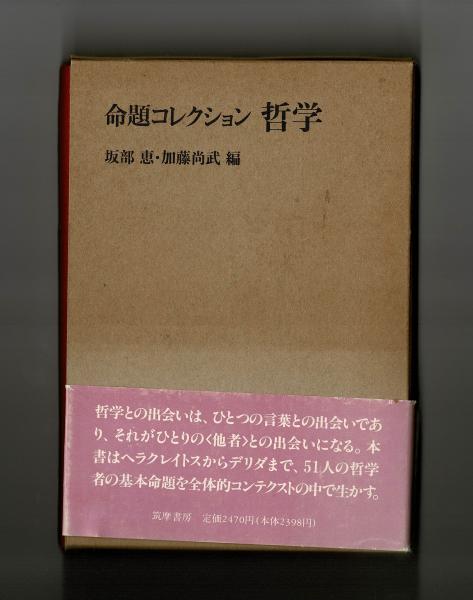 命題コレクション 哲学
坂部 恵・加藤尚武 編
哲学との出会いは、ひとつの言葉との出会いであ
り、それがひとりの〈他者〉との出会いになる。本
書はヘラクレイトスからデリダまで、51人の哲学
者の基本命題を全体的コンテクストの中で生かす。
筑摩書房 定価2470円(本体2398円)